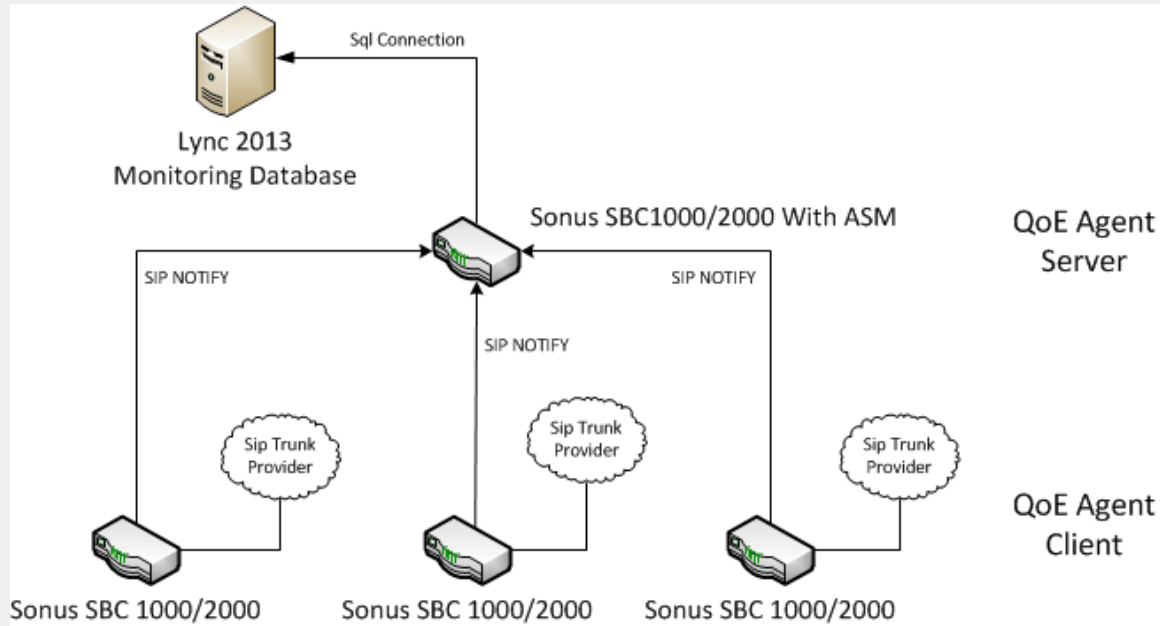 Sql Connection
Lync 2013
Monitoring Database
Sonus SBC1000/2000 With ASM
QoE Agent
Server
SIP NOTIFY
SIP NOTIFY
SIP NOTIFY
Sip Trunk
Provider
Sip Trunk
Provider
Sip Trunk
Provider
QoE Agent
Client
Sonus SBC 1000/2000
Sonus SBC 1000/2000
Sonus SBC 1000/2000